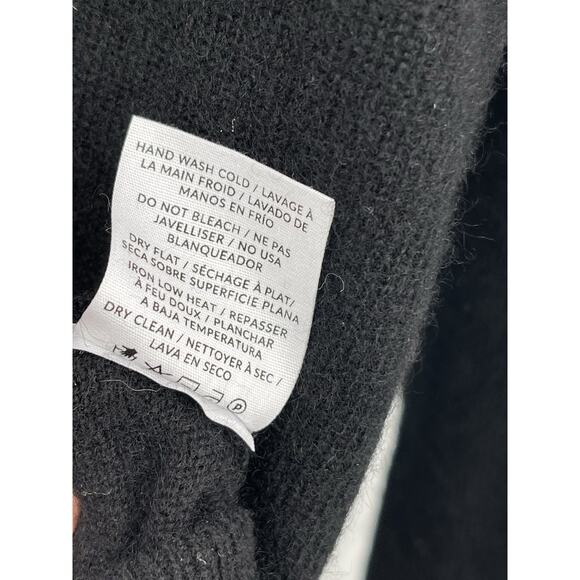 HAND WASH COLD / LAVAGE À
LA MAIN FROID / LAVADO DE
MANOS EN FRÍO
DO NOT BLEACH / NE PAS
JAVELLISER / NO USA
BLANQUEADOR
DRY FLAT / SÉCHAGE À PLAT/
SECA SOBRE SUPERFICIE PLANA
IRON LOW HEAT / REPASSER
À FEU DOUX / PLANCHAR
A BAJA TEMPERATURA
DRY CLEAN / NETTOYER À SEC /
LAVA EN SECO
P